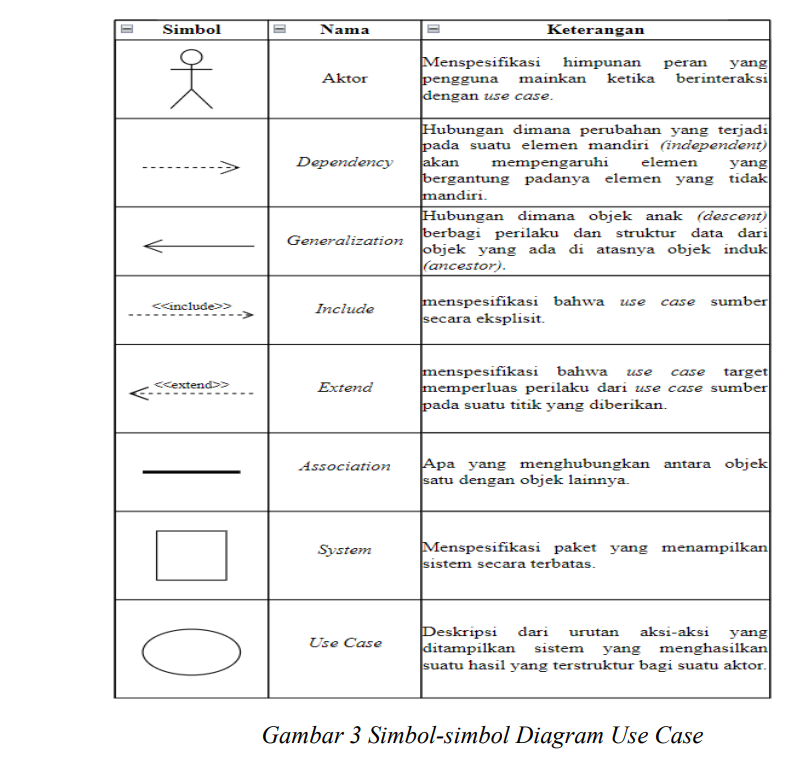 Simbol Nama Keterangan
Aktor
Menspesifikasi himpunan peran yang
pengguna mainkan ketika berinteraksi
dengan use case.
Dependency
Hubungan dimana perubahan yang terjadi
pada suatu elemen mandiri (independent)
akan mempengaruhi elemen yang
bergantung padanya elemen yang tidak
mandiri.
Generalization
Hubungan dimana objek anak (descent)
berbagi perilaku dan struktur data dari
objek yang ada di atasnya objek induk
(ancestor).
<<include>>
Include
menspesifikasi bahwa use case sumber
secara eksplisit.
<<extend>>
Extend
menspesifikasi bahwa use case target
memperluas perilaku dari use case sumber
pada suatu titik yang diberikan.
Association
Apa yang menghubungkan antara objek
satu dengan objek lainnya.
System
Menspesifikasi paket yang menampilkan
sistem secara terbatas.
Use Case
Deskripsi dari urutan aksi-aksi yang
ditampilkan sistem yang menghasilkan
suatu hasil yang terstruktur bagi suatu aktor.
Gambar 3 Simbol-simbol Diagram Use Case